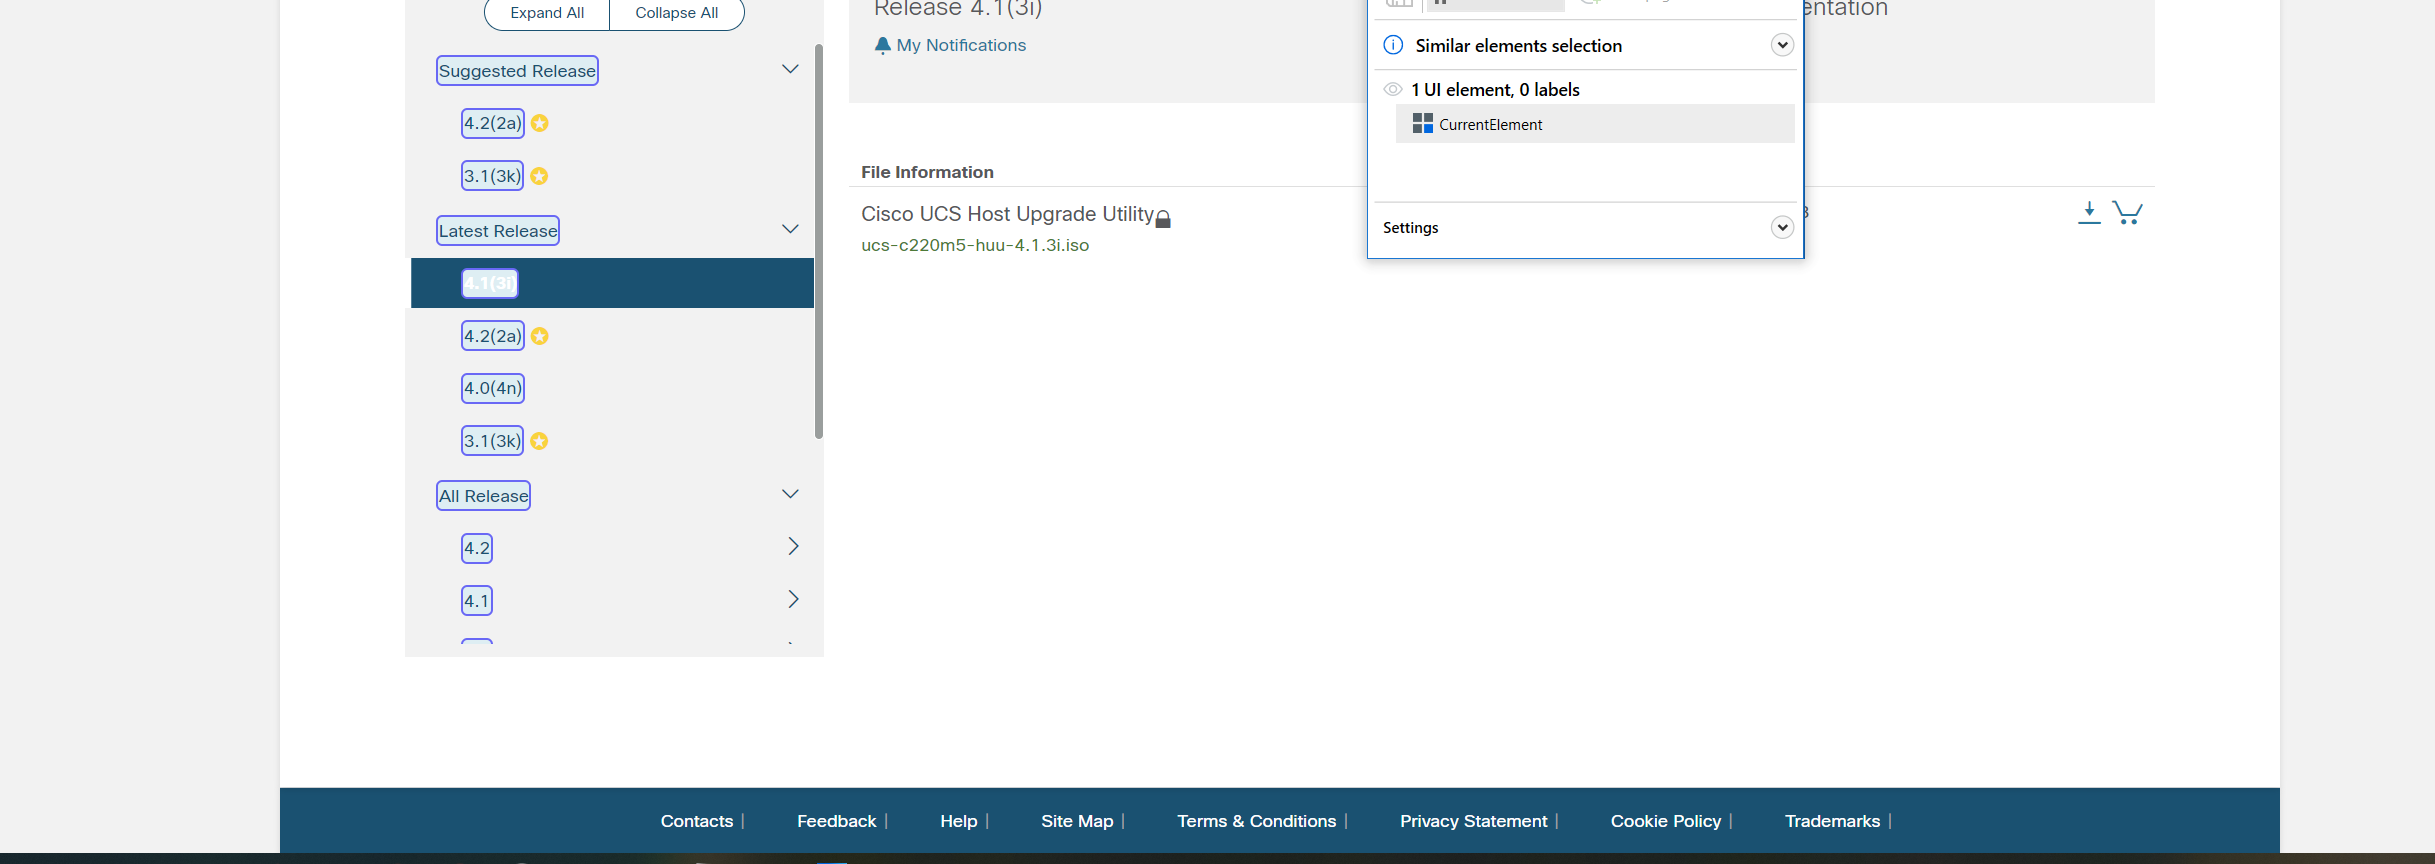 Expand All
Collapse All
Suggested Release
4.2(2a)
3.1(3k)
Latest Release
4.1(3i)
4.2(2a)
4.0(4n)
3.1(3k)
All Release
4.2
4.1
Release 4.1(3i)
My Notifications
File Information
Cisco UCS Host Upgrade Utility
ucs-c220m5-huu-4.1.3i.iso
Similar elements selection
1 UI element, 0 labels
CurrentElement
Settings
Contacts |
Feedback |
Help |
Site Map |
Terms & Conditions |
Privacy Statement |
Cookie Policy |
Trademarks |